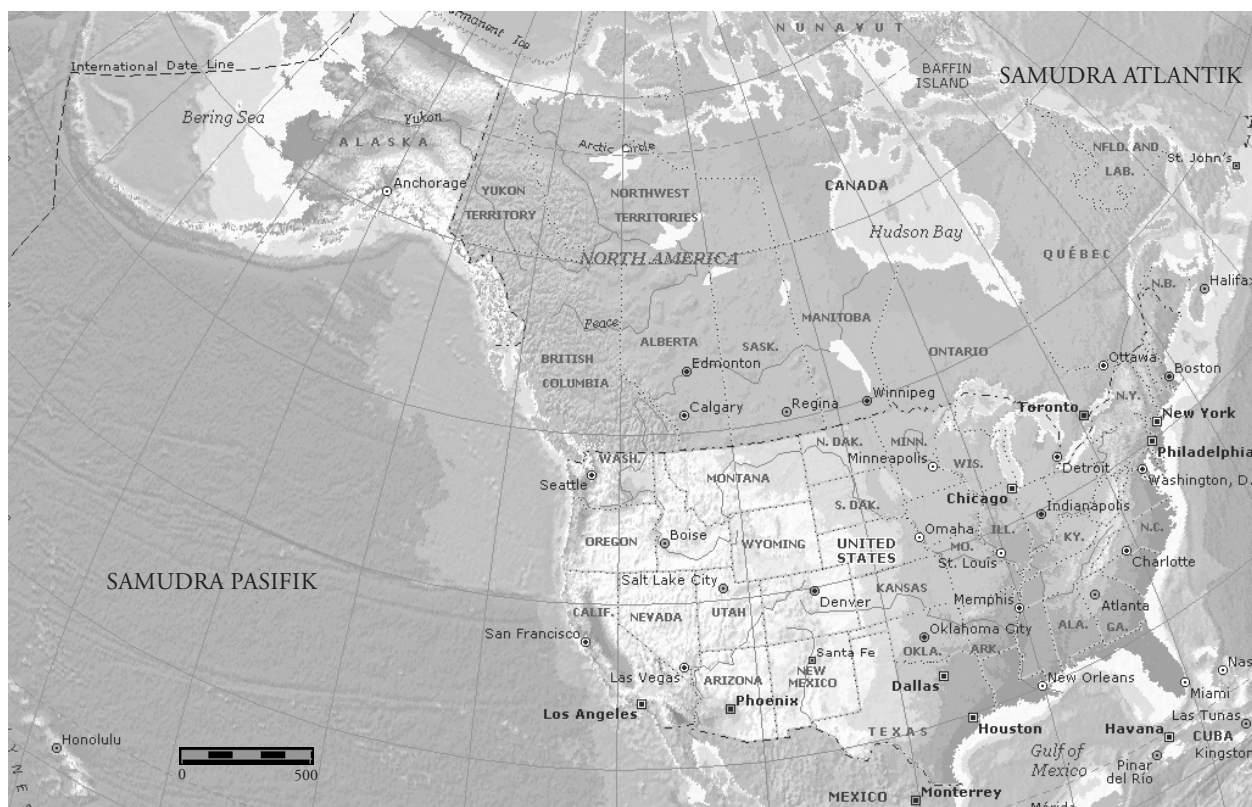 Permanent Ice
NUNAVUT
International Date Line
BAFFIN
ISLAND
SAMUDRA ATLANTIK
Bering Sea
Yukon
ALASKA
Arctic Circle
NFLD. AND
LAB.
St. John's
Anchorage
YUKON
TERRITORY
NORTHWEST
TERRITORIES
CANADA
Hudson Bay
NORTH AMERICA
QUÉBEC
N.B.
Halifax
Peace
MANITOBA
ALBERTA
SASK.
ONTARIO
BRITISH
COLUMBIA
Edmonton
Ottawa
Boston
Calgary
Regina
Winnipeg
N.Y.
Toronto
New York
WASH.
N. DAK.
MINN.
Minneapolis
WIS.
Detroit
Philadelphia
Seattle
MONTANA
Washington, D.
S. DAK.
Chicago
Indianapolis
OREGON
Boise
WYOMING
UNITED
STATES
Omaha
ILL.
MO.
St. Louis
KY.
N.C.
Charlotte
SAMUDRA PASIFIK
Salt Lake City
Denver
KANSAS
CALIF.
NEVADA
UTAH
Memphis
Atlanta
San Francisco
Oklahoma City
ALA.
GA.
Santa Fe
OKLA.
ARK.
Las Vegas
ARIZONA
NEW
MEXICO
Dallas
New Orleans
Nas
Miami
Los Angeles
Phoenix
TEXAS
Houston
Havana
Las Tunas
CUBA
Honolulu
Gulf of
Mexico
Kingston
Pinar
del Río
0
500
MEXICO
Monterrey
Mérida